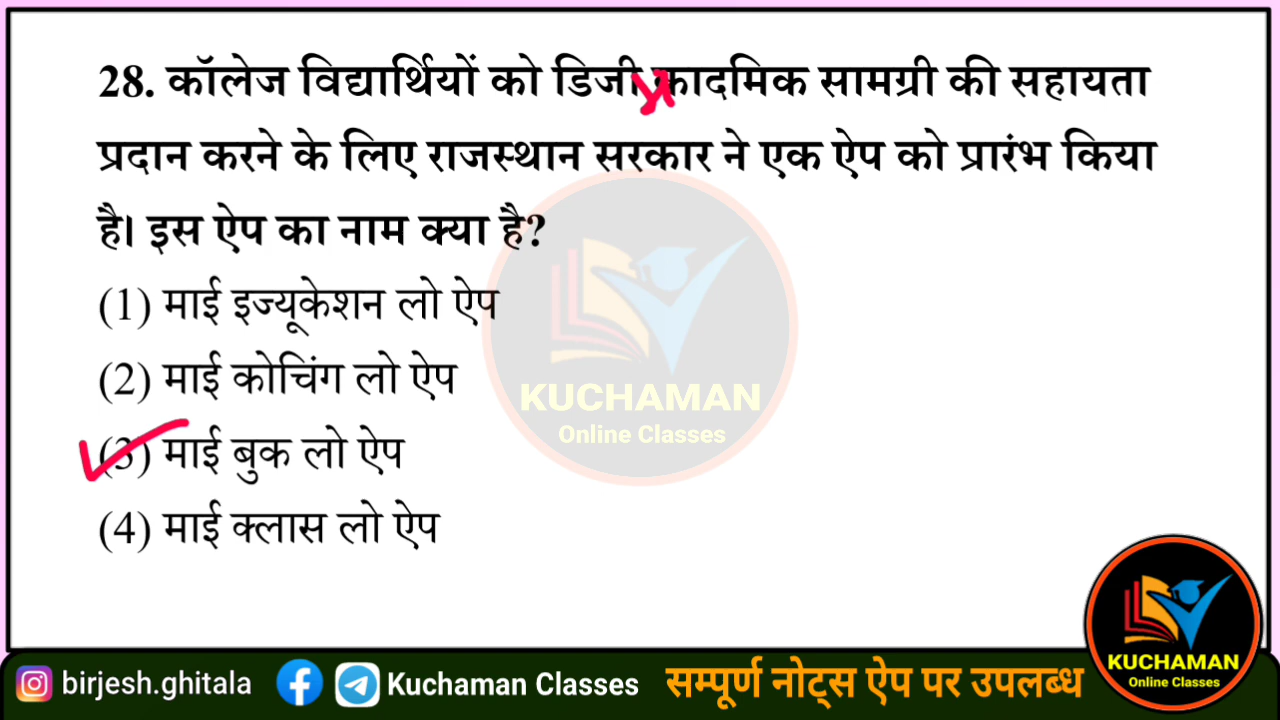 28. कॉलेज विद्यार्थियों को डिजी कादमिक सामग्री की सहायता
प्रदान करने के लिए राजस्थान सरकार ने एक ऐप को प्रारंभ किया
है। इस ऐप का नाम क्या है?
(1) माई इज्यूकेशन लो ऐप
(2) माई कोचिंग लो ऐप
(3) माई बुक लो ऐप
(4) माई क्लास लो ऐप
KUCHAMAN
Online Classes
KUCHAMAN
Online Classes
birjesh.ghitala
Kuchaman Classes
सम्पूर्ण नोट्स ऐप पर उपलब्ध